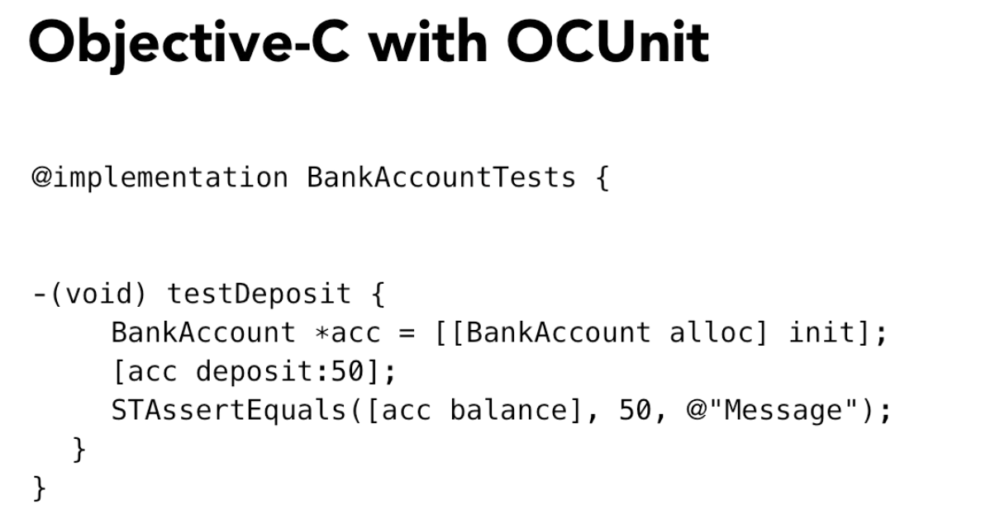 Objective-C with OCUnit
@implementation BankAccountTests {
-(void) testDeposit {
BankAccount *acc = [[BankAccount alloc] init];
[acc deposit:50];
STAssertEquals([acc balance], 50, @"Message");
}
}